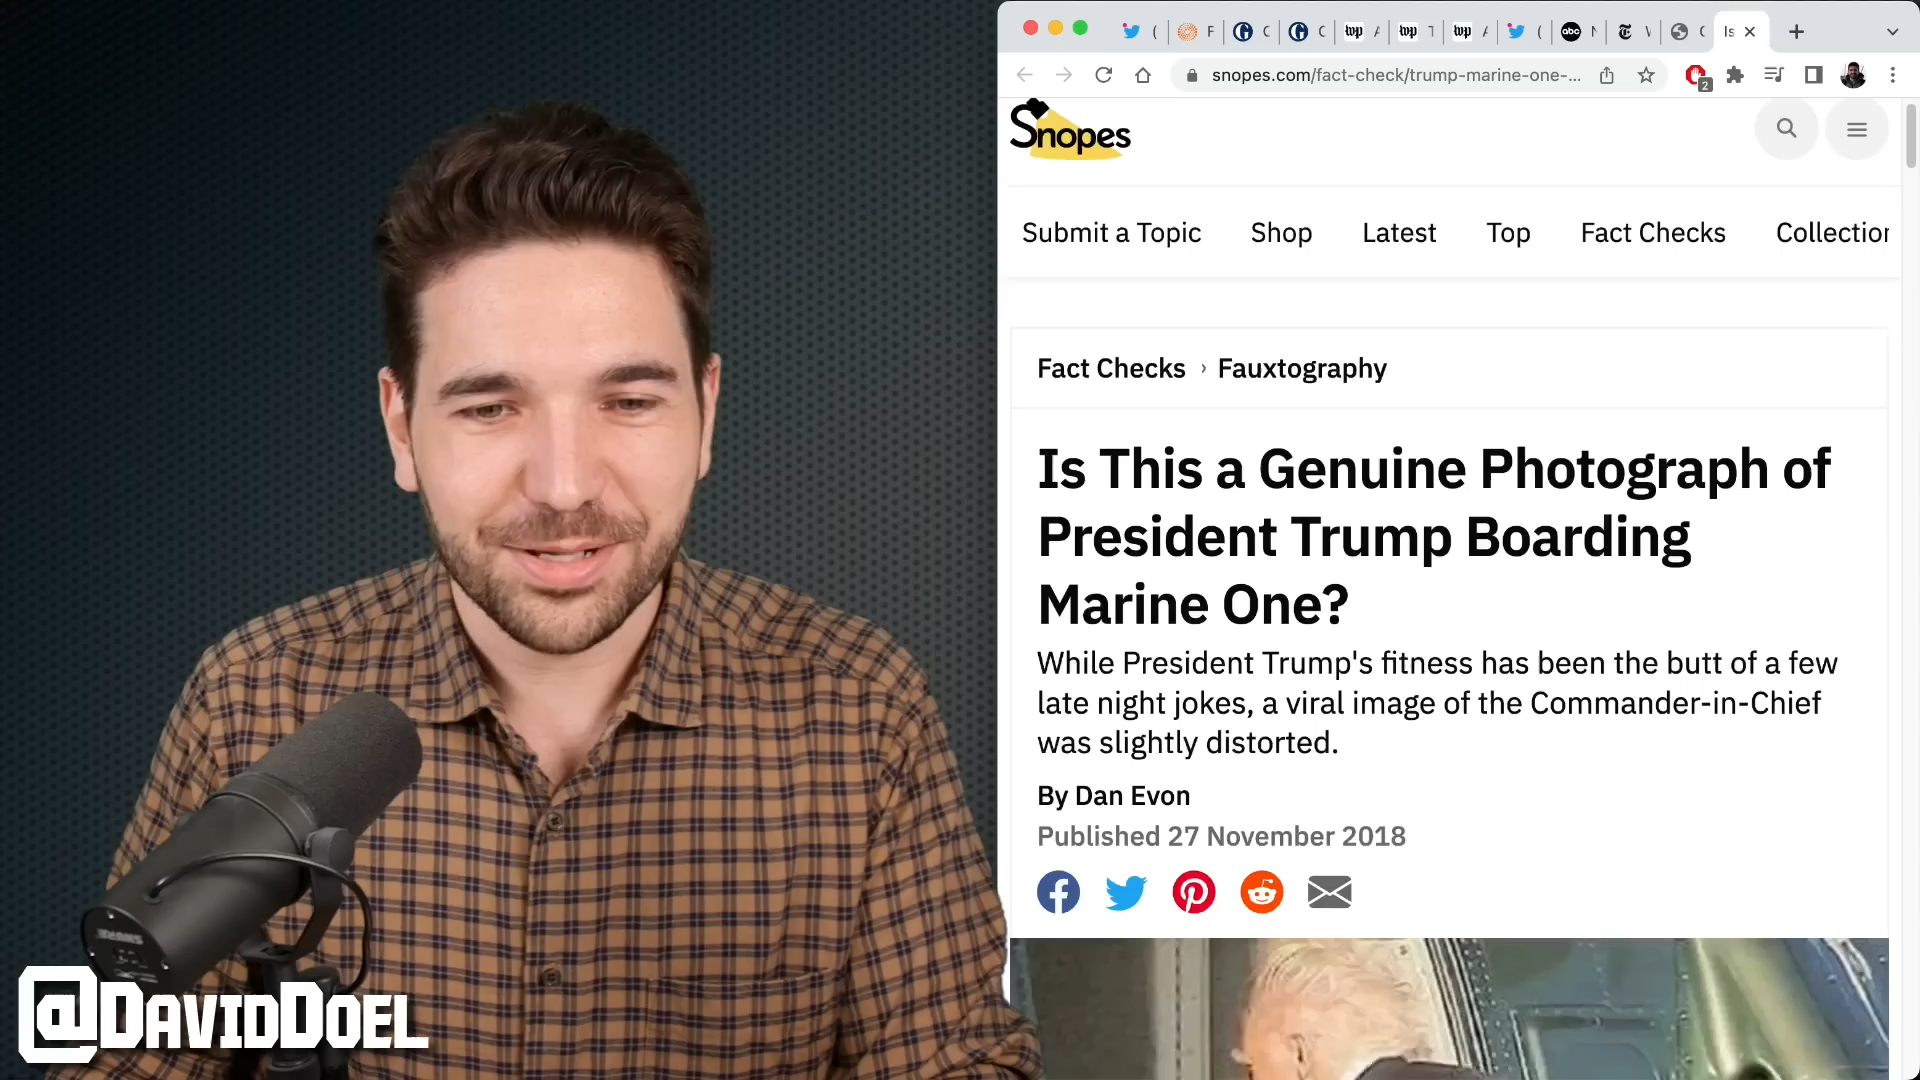 snopes.com/fact-check/trump-marine-one-...
2
Snopes
Submit a Topic
Shop
Latest
Top
Fact Checks
Collection
Fact Checks › Fauxtography
Is This a Genuine Photograph of
President Trump Boarding
Marine One?
While President Trump's fitness has been the butt of a few
late night jokes, a viral image of the Commander-in-Chief
was slightly distorted.
By Dan Evon
Published 27 November 2018
@DAVIDDOEL